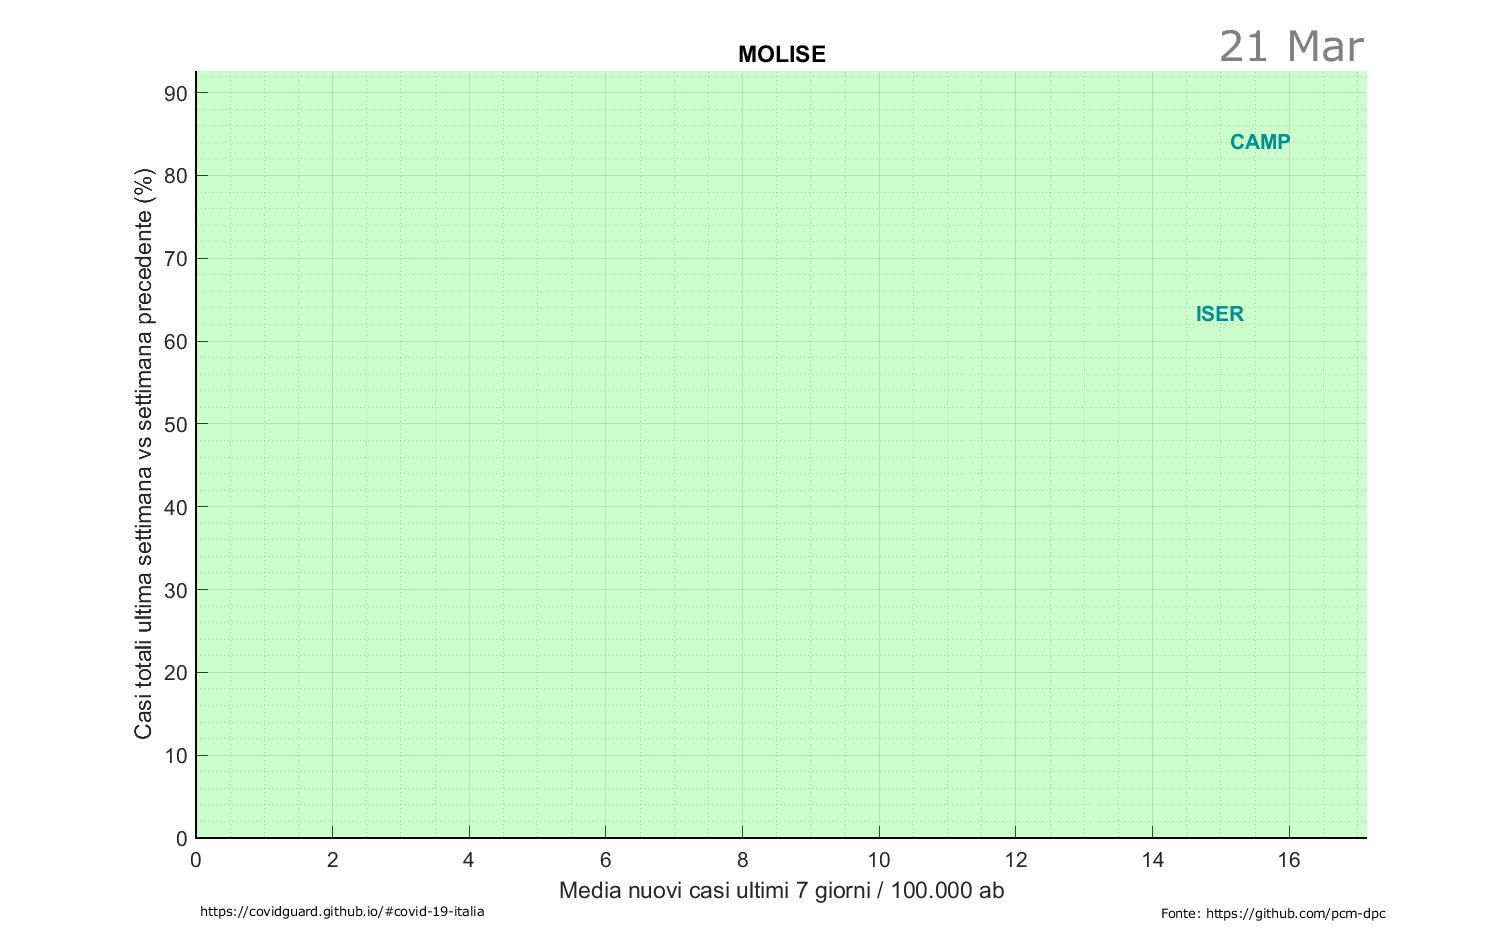 MOLISE
21 Mar
90
80
70
60
50
40
30
20
10
0
Casi totali ultima settimana vs settimana precedente (%)
CAMP
ISER
0 2 4 6 8 10 12 14 16
Media nuovi casi ultimi 7 giorni / 100.000 ab
https://covidguard.github.io/#covid-19-italia
Fonte: https://github.com/pcm-dpc